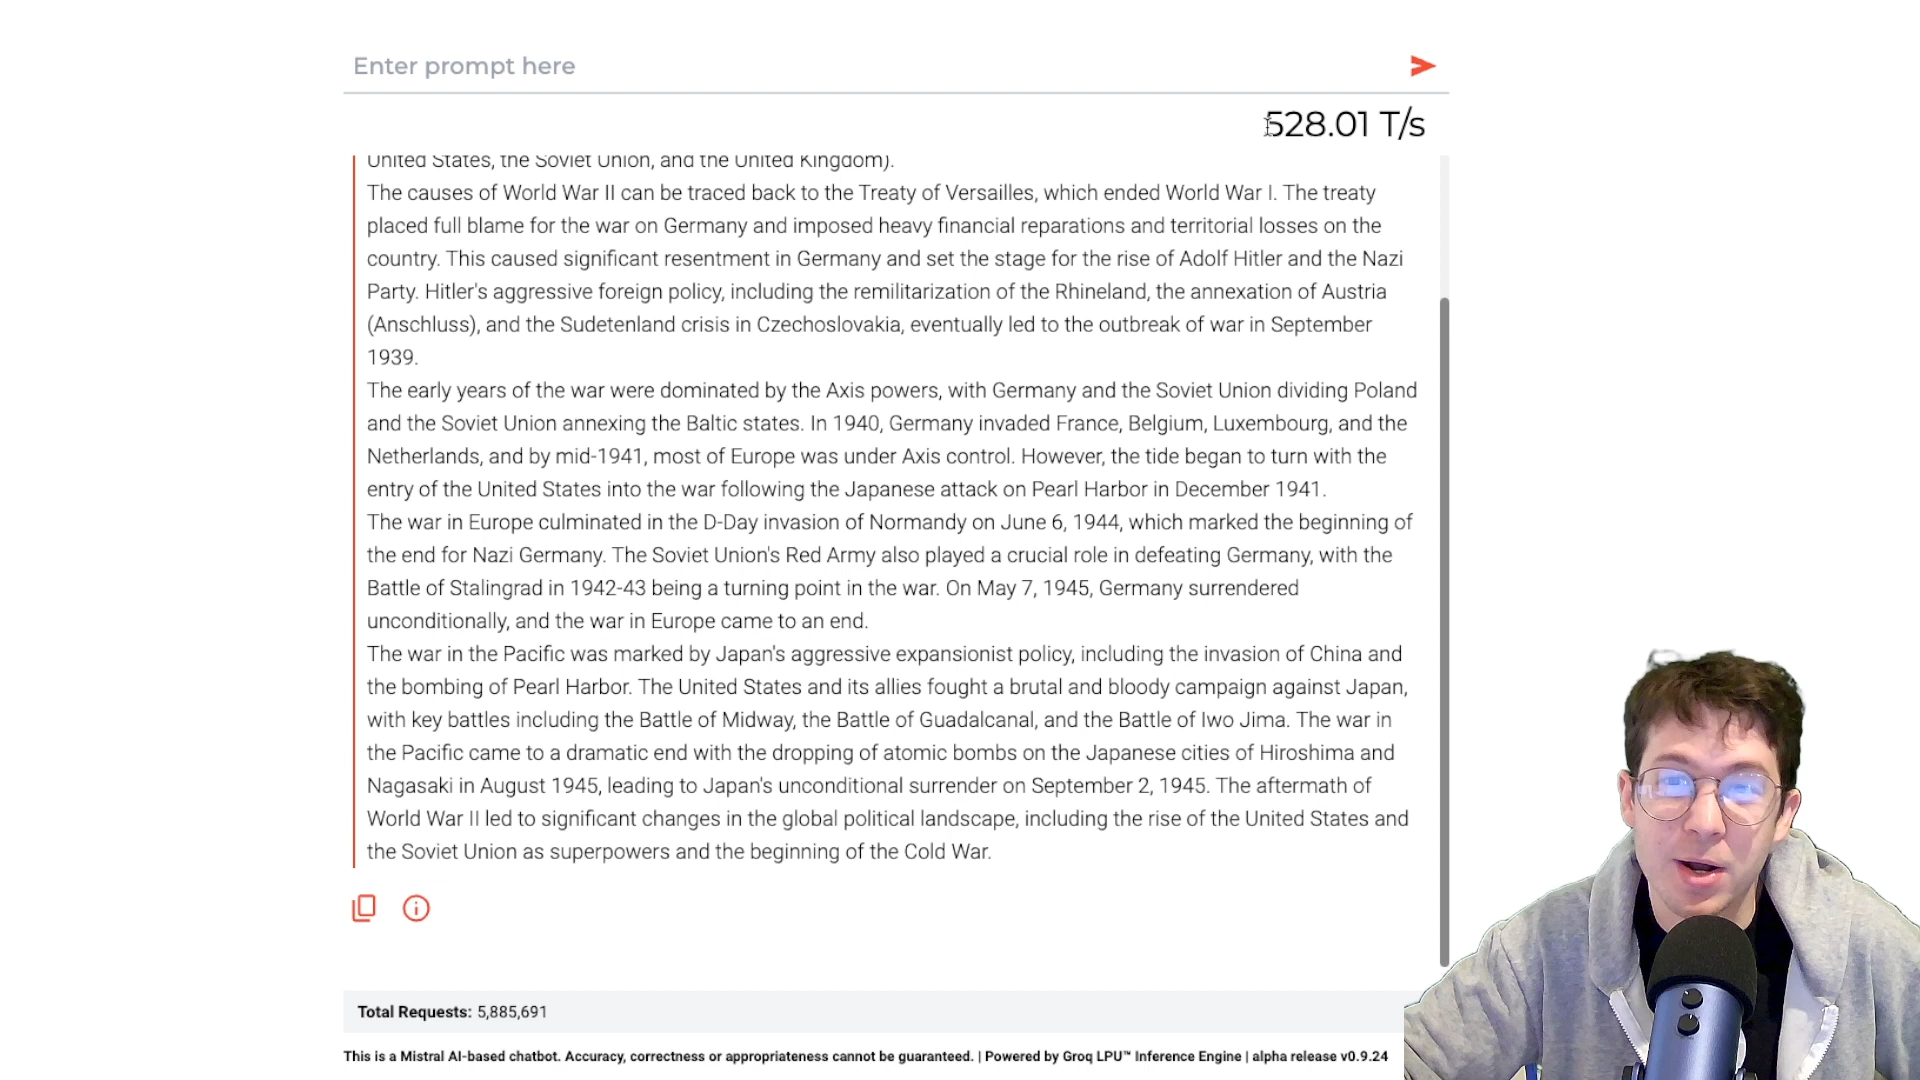 Enter prompt here
528.01 T/s
United States, the Soviet Union, and the United Kingdom).
The causes of World War II can be traced back to the Treaty of Versailles, which ended World War I. The treaty
placed full blame for the war on Germany and imposed heavy financial reparations and territorial losses on the
country. This caused significant resentment in Germany and set the stage for the rise of Adolf Hitler and the Nazi
Party. Hitler's aggressive foreign policy, including the remilitarization of the Rhineland, the annexation of Austria
(Anschluss), and the Sudetenland crisis in Czechoslovakia, eventually led to the outbreak of war in September
1939.
The early years of the war were dominated by the Axis powers, with Germany and the Soviet Union dividing Poland
and the Soviet Union annexing the Baltic states. In 1940, Germany invaded France, Belgium, Luxembourg, and the
Netherlands, and by mid-1941, most of Europe was under Axis control. However, the tide began to turn with the
entry of the United States into the war following the Japanese attack on Pearl Harbor in December 1941.
The war in Europe culminated in the D-Day invasion of Normandy on June 6, 1944, which marked the beginning of
the end for Nazi Germany. The Soviet Union's Red Army also played a crucial role in defeating Germany, with the
Battle of Stalingrad in 1942-43 being a turning point in the war. On May 7, 1945, Germany surrendered
unconditionally, and the war in Europe came to an end.
The war in the Pacific was marked by Japan's aggressive expansionist policy, including the invasion of China and
the bombing of Pearl Harbor. The United States and its allies fought a brutal and bloody campaign against Japan,
with key battles including the Battle of Midway, the Battle of Guadalcanal, and the Battle of Iwo Jima. The war in
the Pacific came to a dramatic end with the dropping of atomic bombs on the Japanese cities of Hiroshima and
Nagasaki in August 1945, leading to Japan's unconditional surrender on September 2, 1945. The aftermath of
World War II led to significant changes in the global political landscape, including the rise of the United States and
the Soviet Union as superpowers and the beginning of the Cold War.
Total Requests: 5,885,691
This is a Mistral AI-based chatbot. Accuracy, correctness or appropriateness cannot be guaranteed. | Powered by Groq LPU™ Inference Engine | alpha release v0.9.24